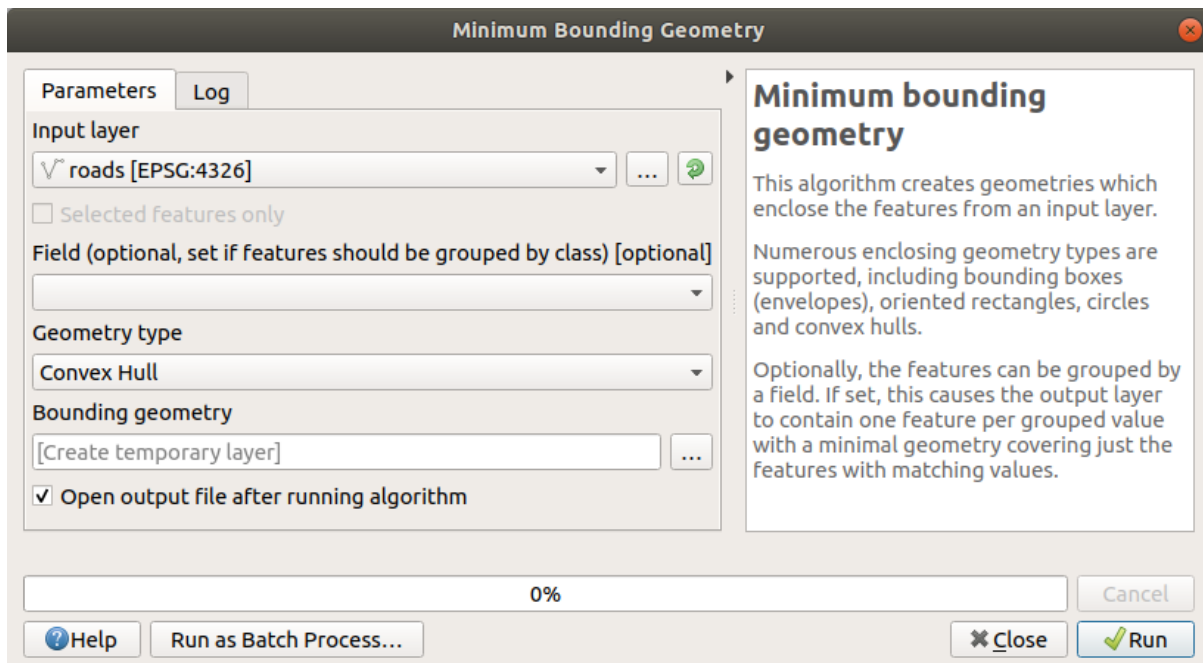 Minimum Bounding Geometry
Parameters
Log
Input layer
roads [EPSG:4326]
...
Selected features only
Field (optional, set if features should be grouped by class) [optional]
Geometry type
Convex Hull
Bounding geometry
[Create temporary layer]
...
Open output file after running algorithm
Minimum bounding
geometry
This algorithm creates geometries which
enclose the features from an input layer.
Numerous enclosing geometry types are
supported, including bounding boxes
(envelopes), oriented rectangles, circles
and convex hulls.
Optionally, the features can be grouped by
a field. If set, this causes the output layer
to contain one feature per grouped value
with a minimal geometry covering just the
features with matching values.
0%
Cancel
Help
Run as Batch Process...
Close
Run